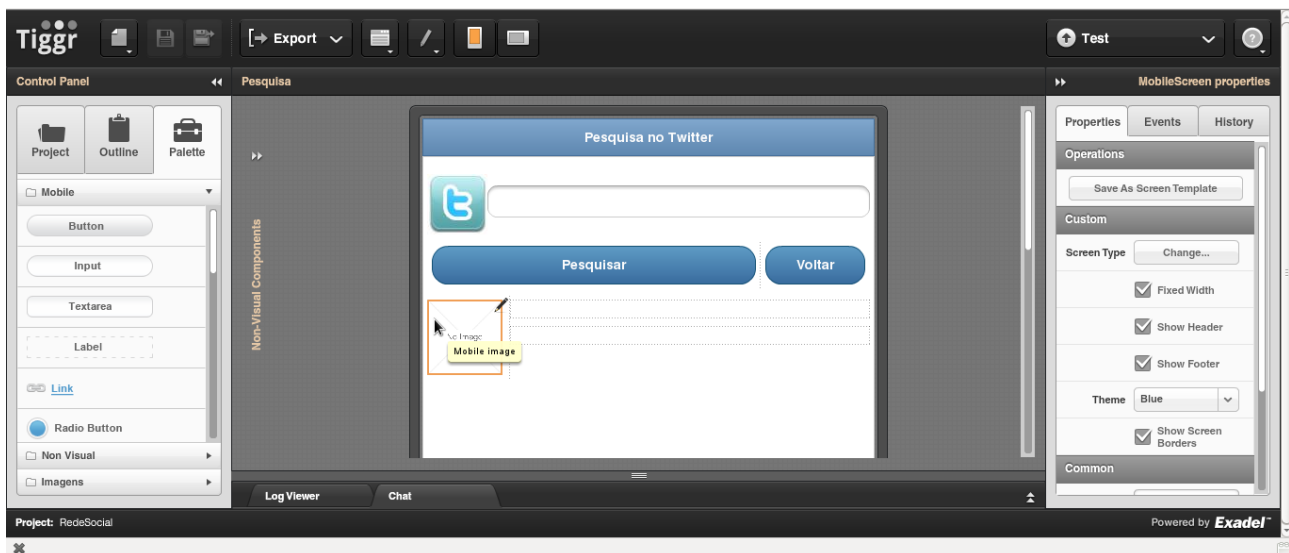 Tiggr
Export
Test
Control Panel
Pesquisa
MobileScreen properties
Project
Outline
Palette
Mobile
Button
Input
Textarea
Label
Link
Radio Button
Non Visual
Imagens
Non-Visual Components
Pesquisa no Twitter
Pesquisar
Voltar
No Image
Mobile image
Properties
Events
History
Operations
Save As Screen Template
Custom
Screen Type
Change...
Fixed Width
Show Header
Show Footer
Theme
Blue
Show Screen
Borders
Common
Log Viewer
Chat
Project: RedeSocial
Powered by Exadel™